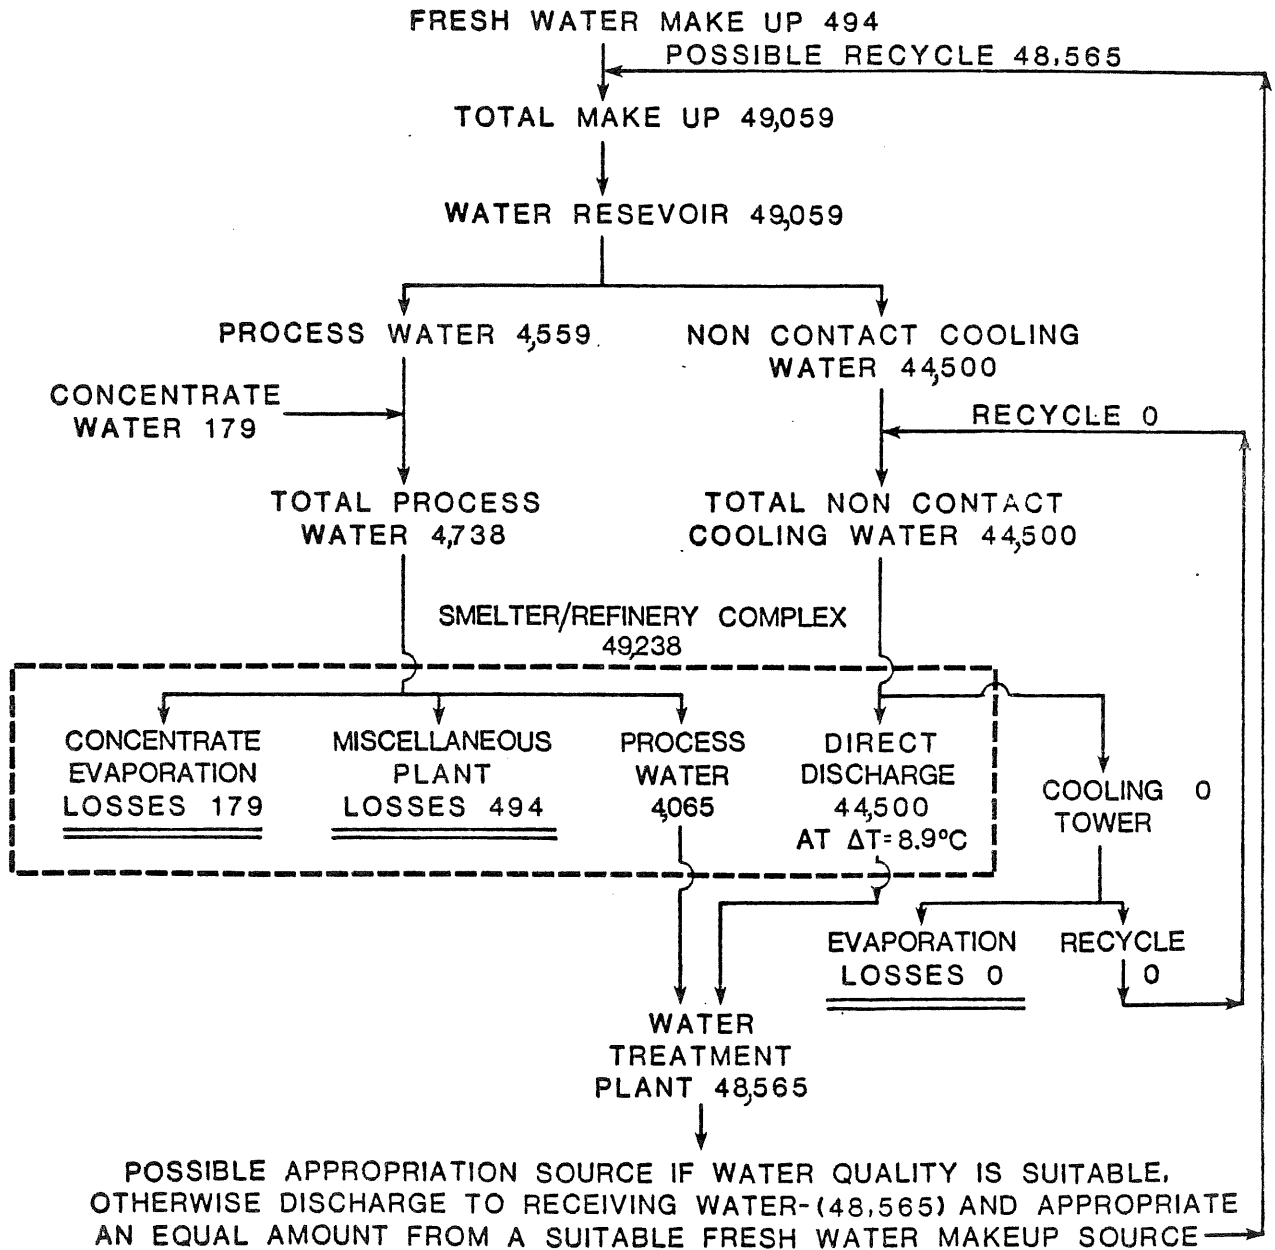 FRESH WATER MAKE UP 494
POSSIBLE RECYCLE 48,565
TOTAL MAKE UP 49,059
WATER RESEVOIR 49,059
PROCESS WATER 4,559
NON CONTACT COOLING
WATER 44,500
CONCENTRATE
WATER 179
RECYCLE 0
TOTAL PROCESS
WATER 4,738
TOTAL NON CONTACT
COOLING WATER 44,500
SMELTER/REFINERY COMPLEX
49,238
CONCENTRATE
EVAPORATION
LOSSES 179
MISCELLANEOUS
PLANT
LOSSES 494
PROCESS
WATER
4,065
DIRECT
DISCHARGE
44,500
AT ΔT=8.9°C
COOLING 0
TOWER
EVAPORATION
LOSSES 0
RECYCLE
0
WATER
TREATMENT
PLANT 48,565
POSSIBLE APPROPRIATION SOURCE IF WATER QUALITY IS SUITABLE,
OTHERWISE DISCHARGE TO RECEIVING WATER-(48,565) AND APPROPRIATE
AN EQUAL AMOUNT FROM A SUITABLE FRESH WATER MAKEUP SOURCE